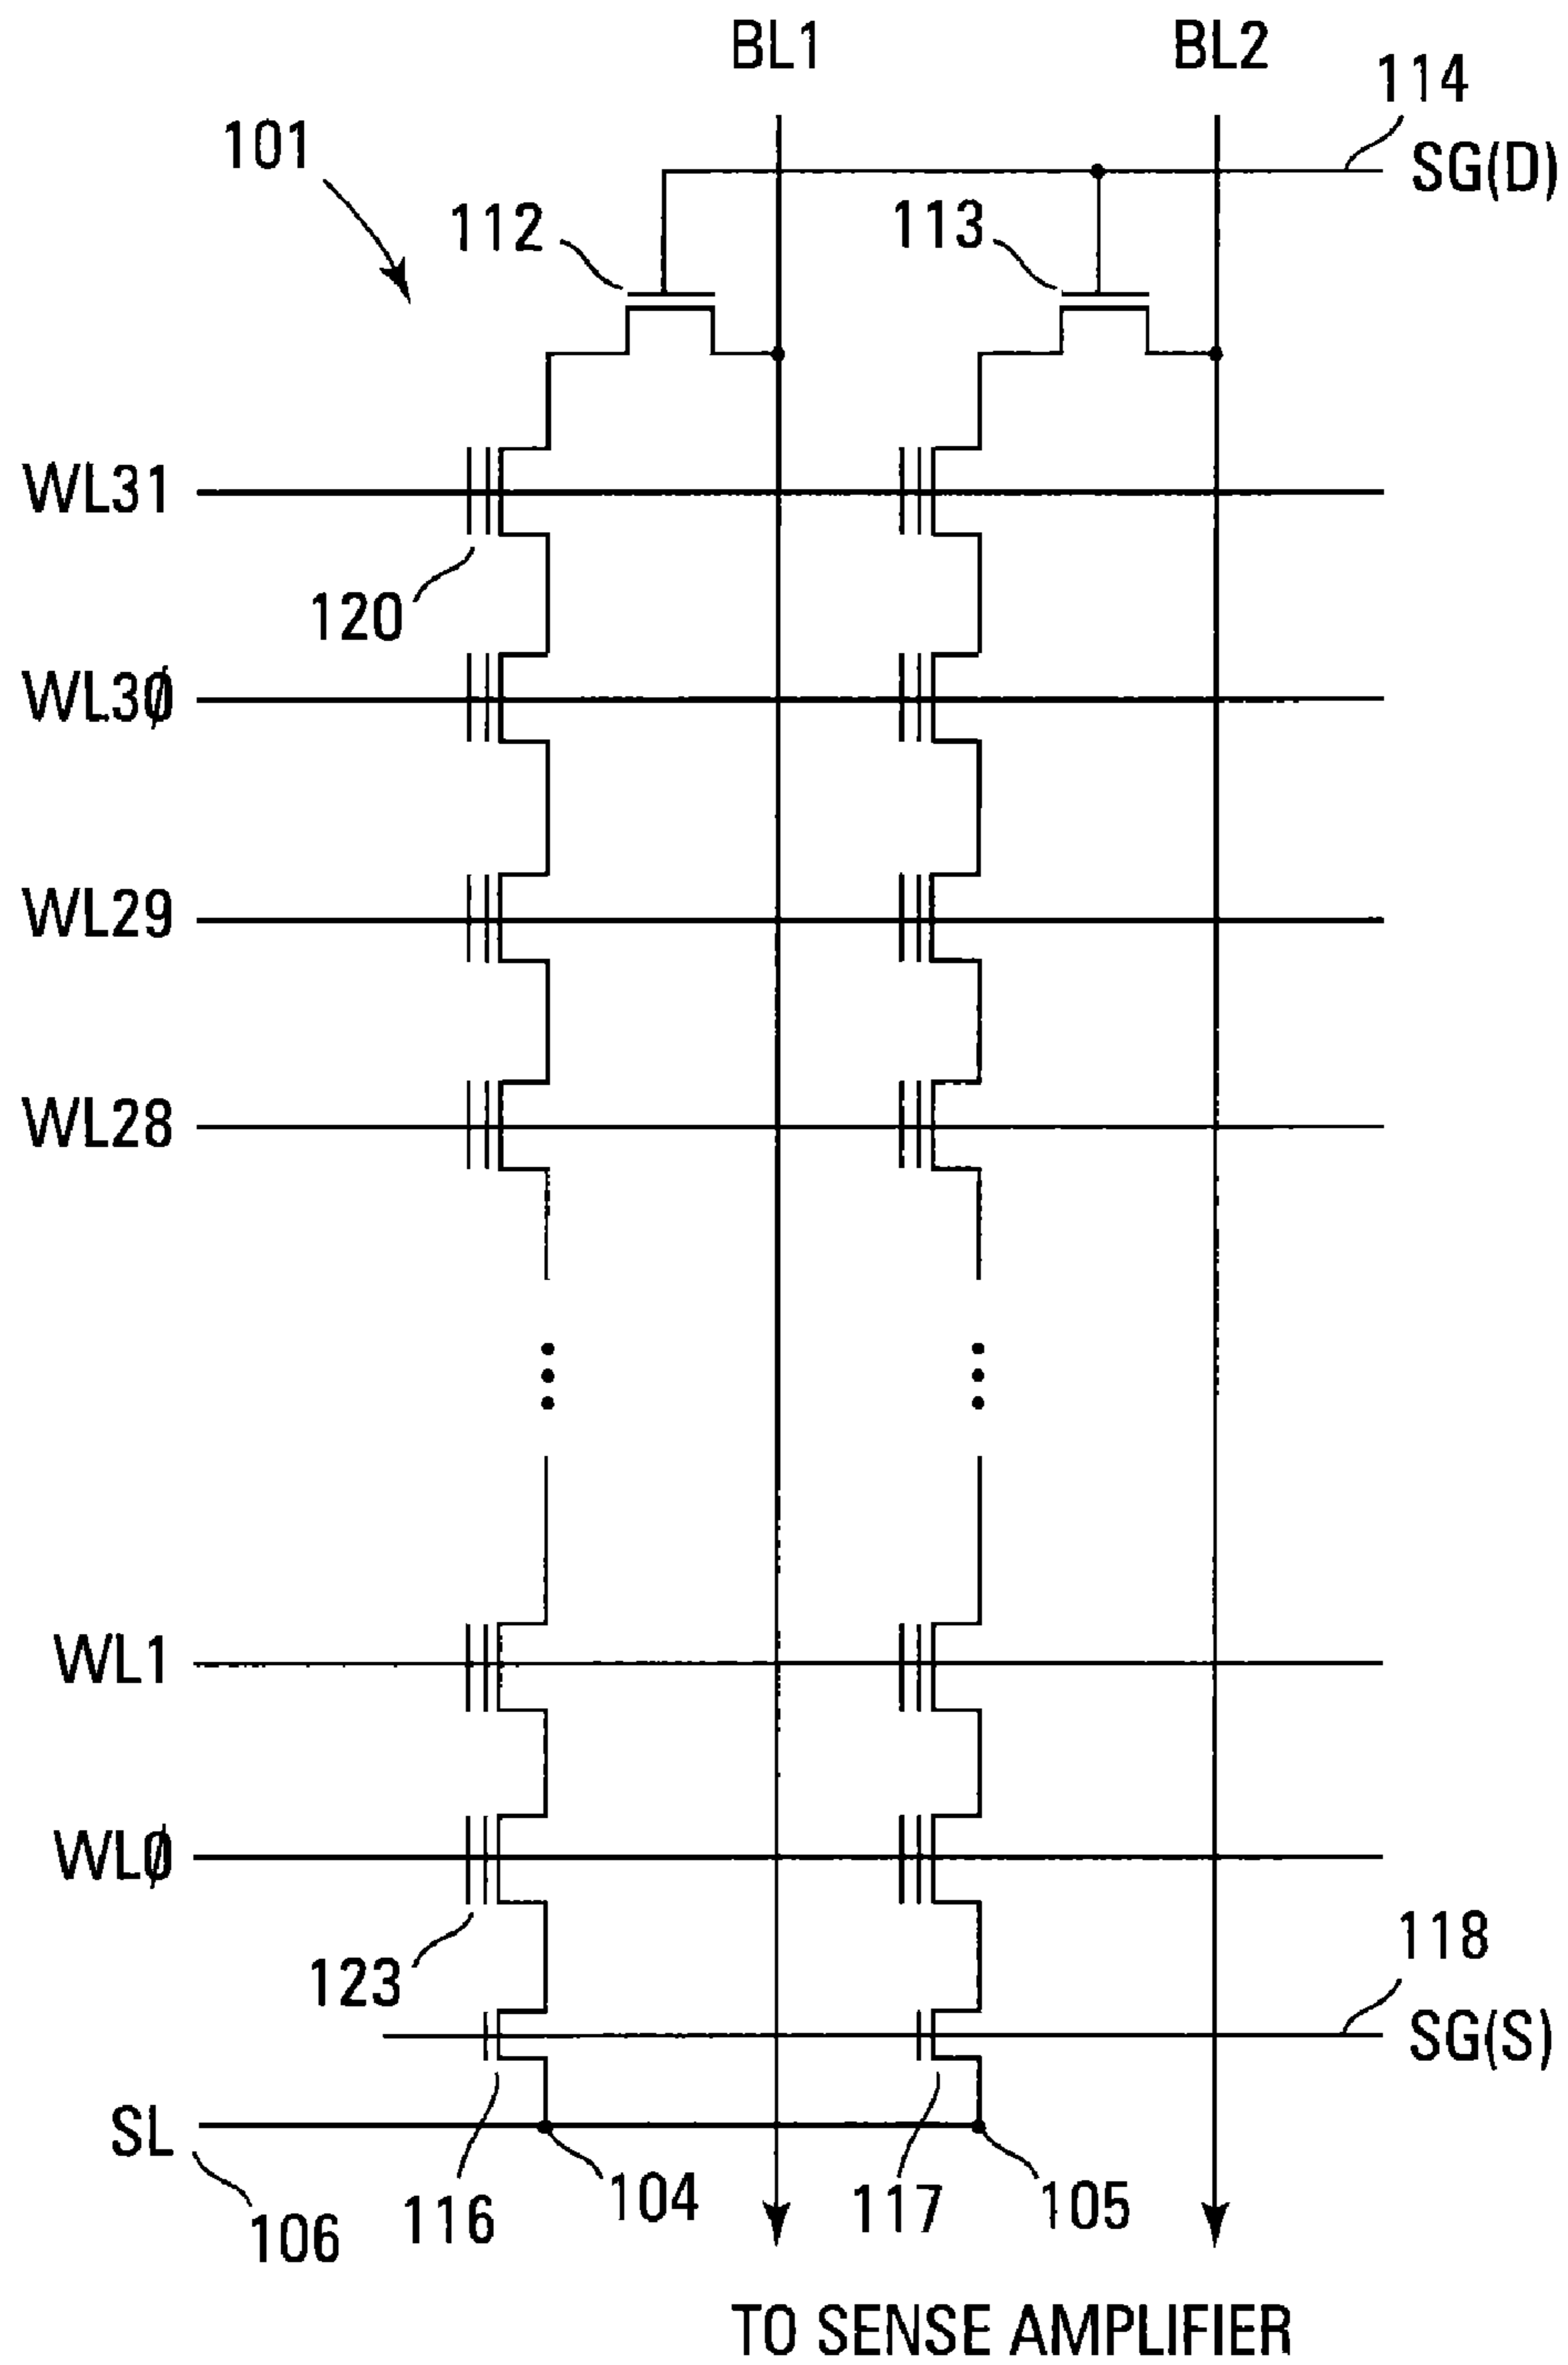 BL1
BL2
114
SG(D)
101
112
113
WL31
120
WL3Ø
WL29
WL28
WL1
WLØ
123
118
SG(S)
SL
106
116
104
117
105
TO SENSE AMPLIFIER